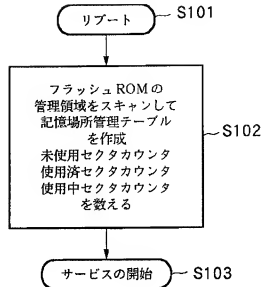 リブート
S101
フラッシュROMの
管理領域をスキャンして
記憶場所管理テーブル
を作成
未使用セクタカウンタ
使用済セクタカウンタ
使用中セクタカウンタ
を数える
S102
サービスの開始
S103